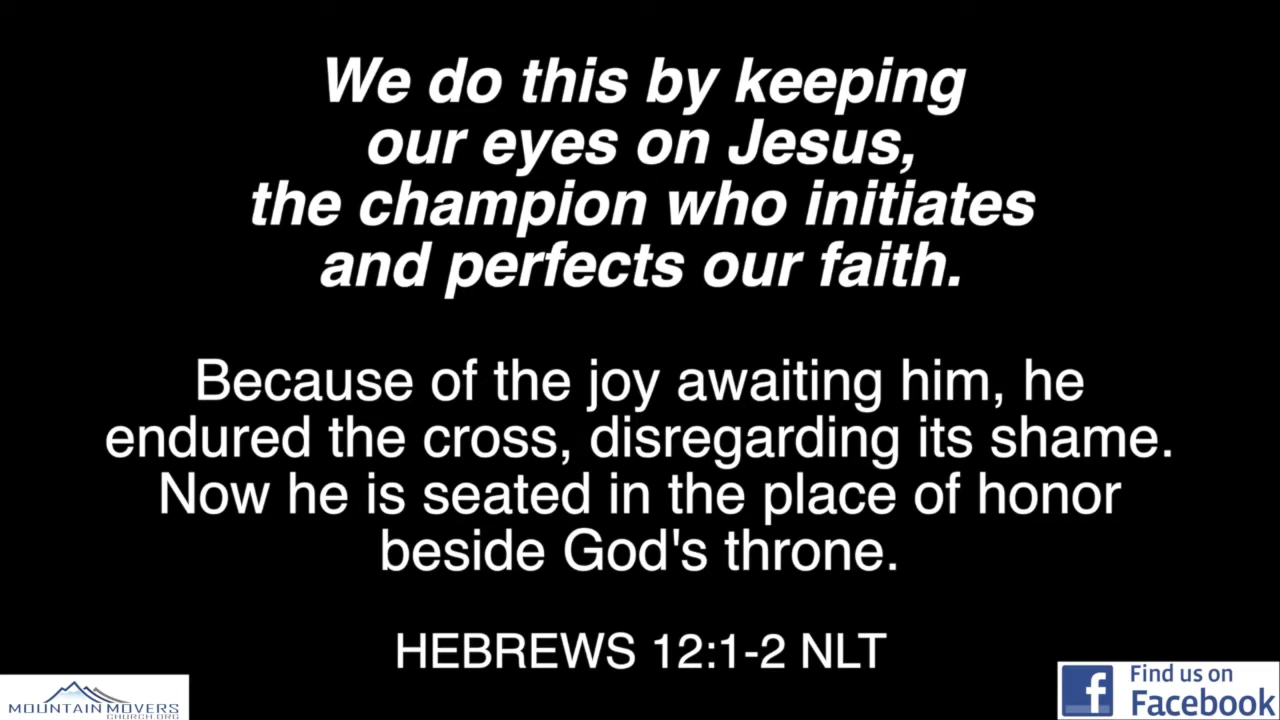 We do this by keeping
our eyes on Jesus,
the champion who initiates
and perfects our faith.
Because of the joy awaiting him, he
endured the cross, disregarding its shame.
Now he is seated in the place of honor
beside God's throne.
HEBREWS 12:1-2 NLT
MOUNTAIN MOVERS
CHURCH.ORG
f Find us on
Facebook